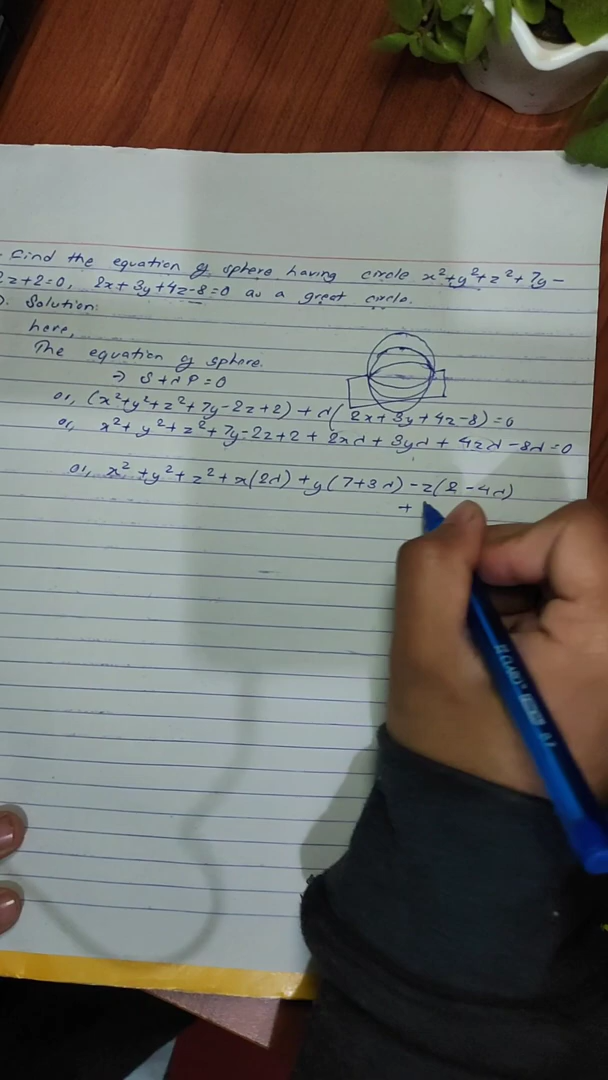 . Find the equation of sphere having circle x²+y²+z²+7y-
2z+2=0, 2x+3y+4z-8=0 as a great circle.
Solution:
here,
The equation of sphere.
⇒ S+λP=0
or, (x²+y²+z²+7y-2z+2)+λ(2x+3y+4z-8)=0
or, x²+y²+z²+7y-2z+2+2xλ+3yλ+4zλ-8λ=0
or, x²+y²+z²+x(2λ)+y(7+3λ)-z(2-4λ)
+